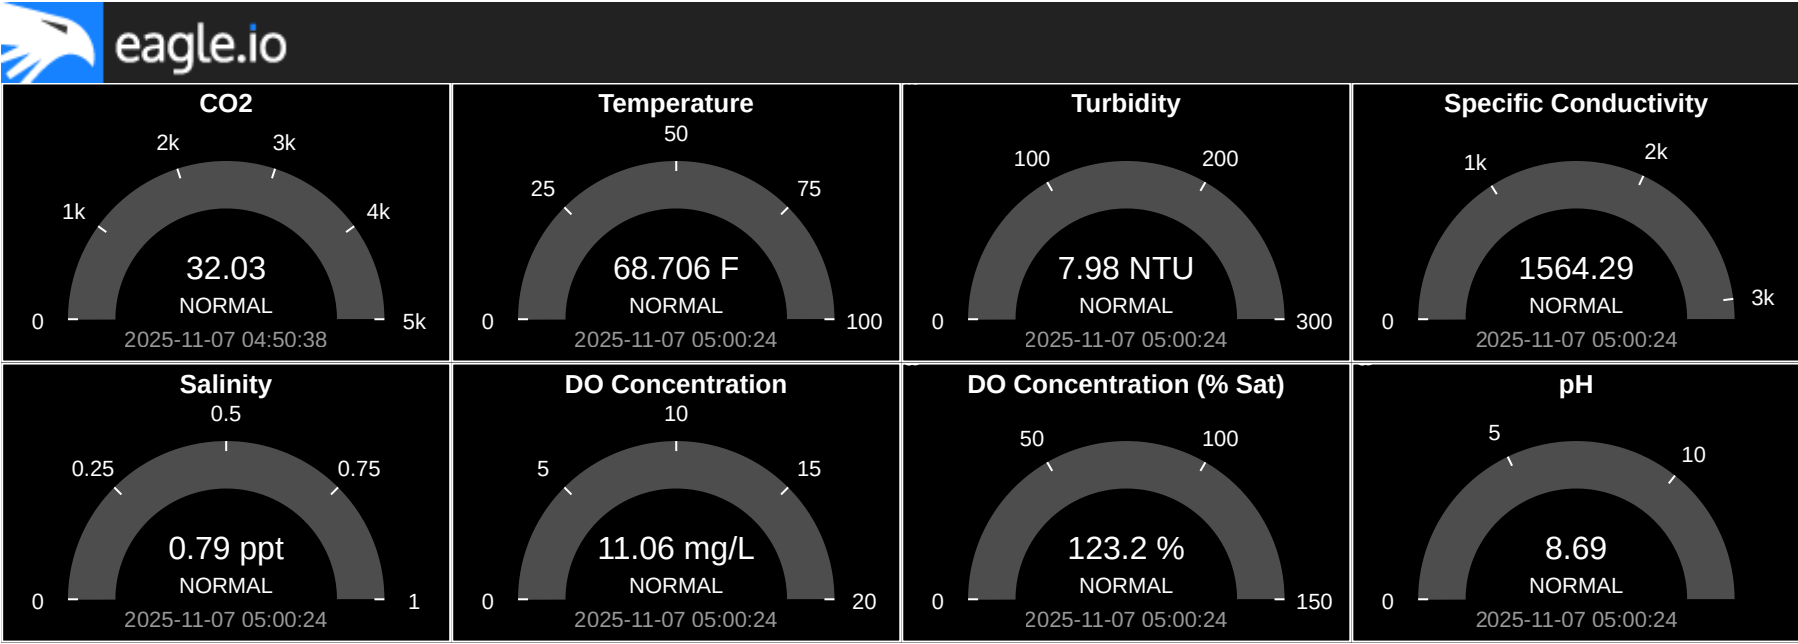 eagle.io
CO2
2k
3k
1k
4k
32.03
NORMAL
0
5k
2025-11-07 04:50:38
Temperature
50
25
75
68.706 F
NORMAL
0
100
2025-11-07 05:00:24
Turbidity
100
200
7.98 NTU
NORMAL
0
300
2025-11-07 05:00:24
Specific Conductivity
1k
2k
1564.29
NORMAL
3k
0
2025-11-07 05:00:24
Salinity
0.5
0.25
0.75
0.79 ppt
NORMAL
0
1
2025-11-07 05:00:24
DO Concentration
10
5
15
11.06 mg/L
NORMAL
0
20
2025-11-07 05:00:24
DO Concentration (% Sat)
50
100
123.2 %
NORMAL
0
150
2025-11-07 05:00:24
pH
5
10
8.69
NORMAL
0
2025-11-07 05:00:24